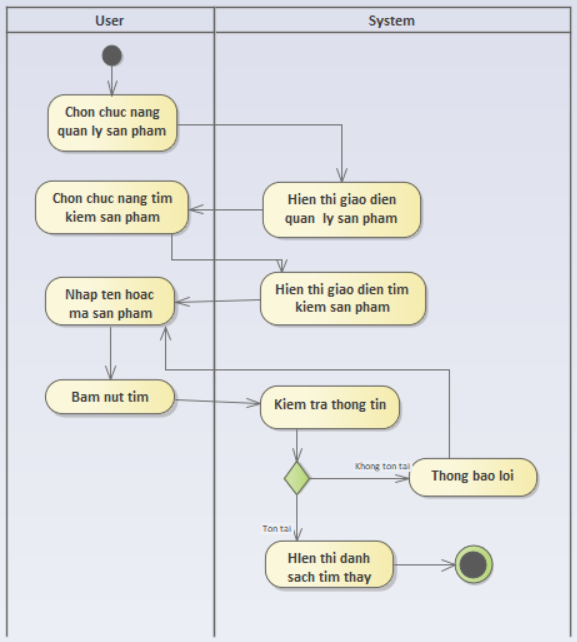 User
System
Chon chuc nang
quan ly san pham
Chon chuc nang tim
kiem san pham
Hien thi giao dien
quan ly san pham
Nhap ten hoac
ma san pham
Hien thi giao dien tim
kiem san pham
Bam nut tim
Kiem tra thong tin
Khong ton tai
Thong bao loi
Ton tai
HIen thi danh
sach tim thay